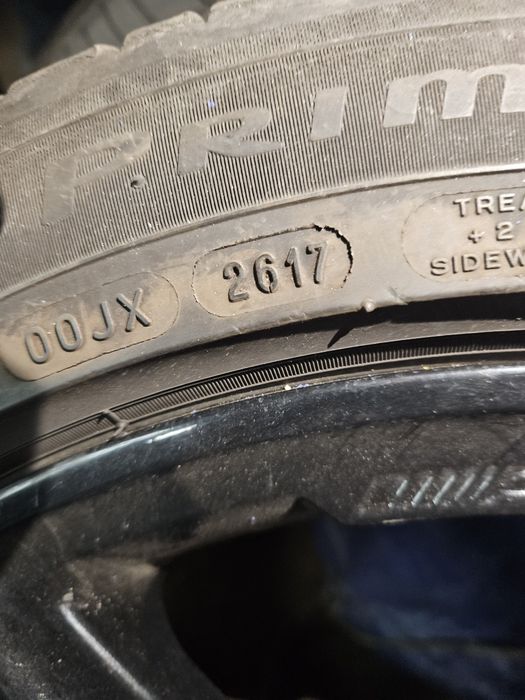 PRIM
00JX
2617
TREA
+ 2
SIDEW